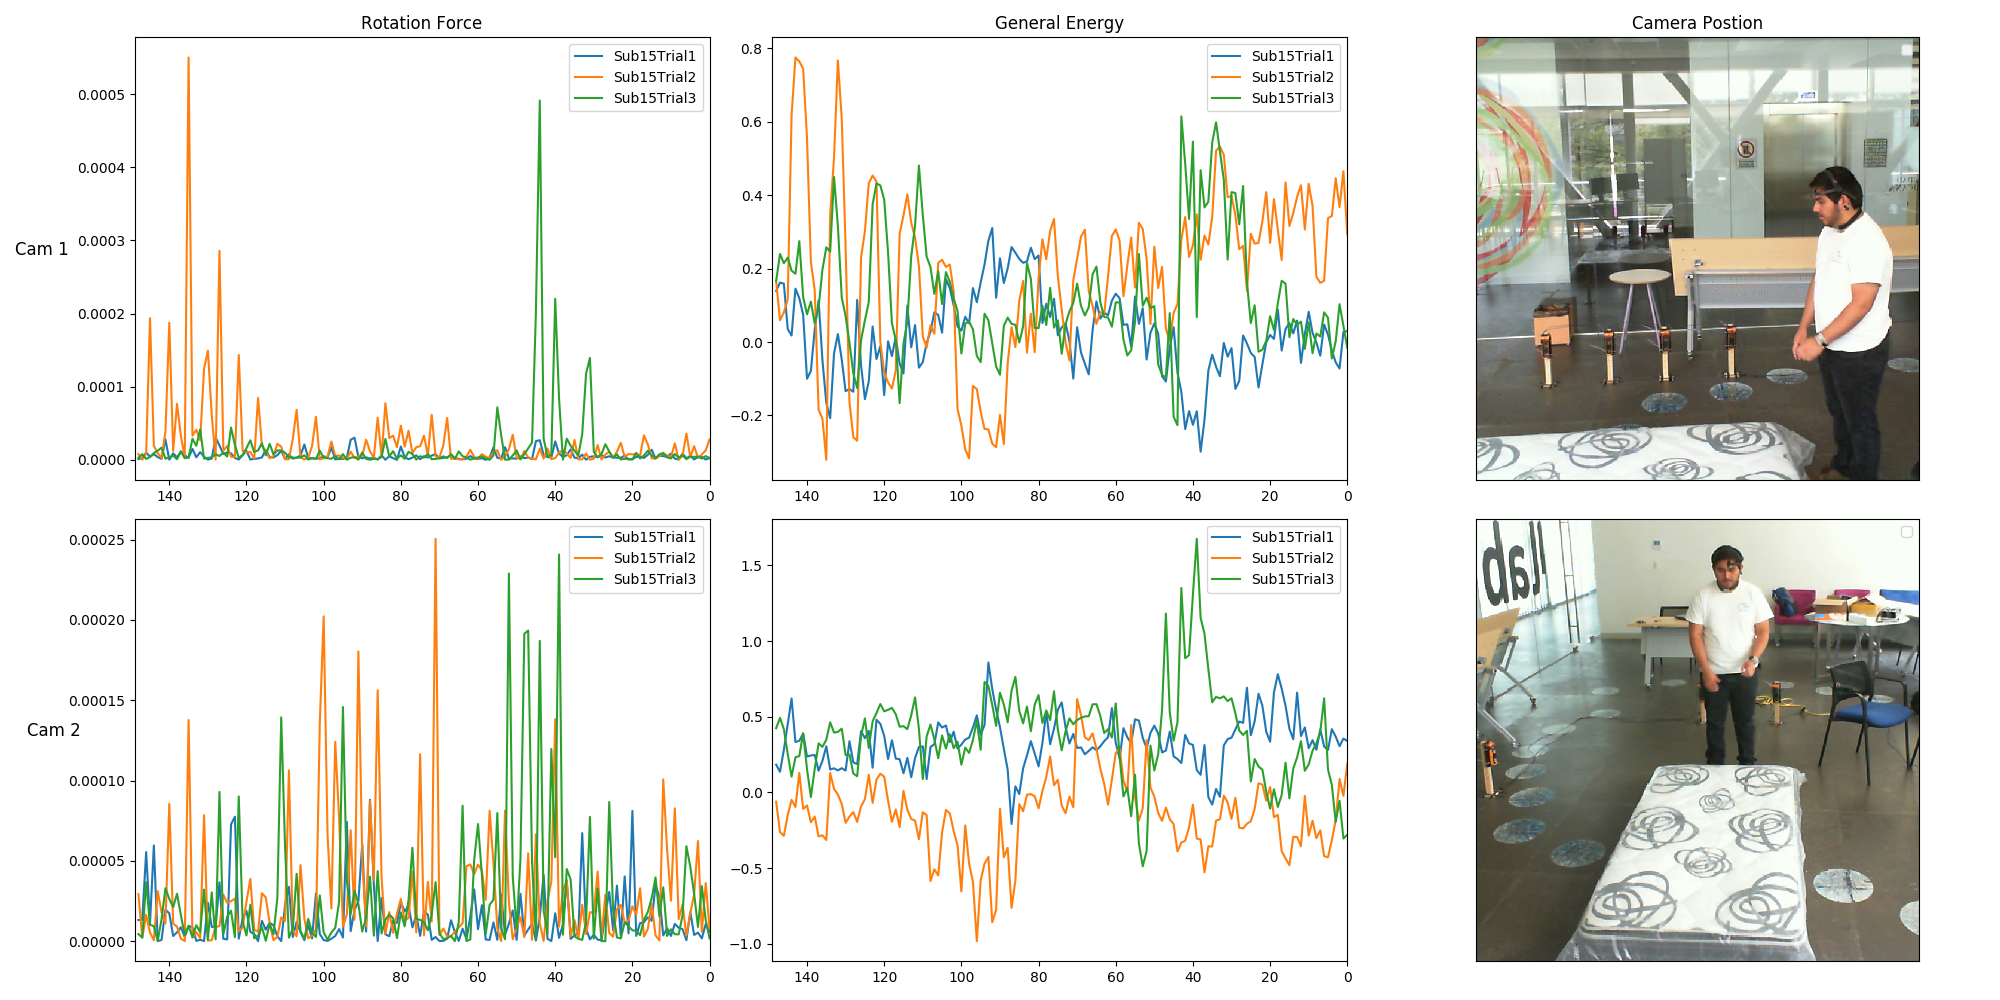 Rotation Force
General Energy
Camera Postion
Cam 1
0.0005
0.0004
0.0003
0.0002
0.0001
0.0000
Sub15Trial1
Sub15Trial2
Sub15Trial3
140 120 100 80 60 40 20 0
0.8
0.6
0.4
0.2
0.0
−0.2
Sub15Trial1
Sub15Trial2
Sub15Trial3
140 120 100 80 60 40 20 0
Cam 2
0.00025
0.00020
0.00015
0.00010
0.00005
0.00000
Sub15Trial1
Sub15Trial2
Sub15Trial3
140 120 100 80 60 40 20 0
1.5
1.0
0.5
0.0
−0.5
−1.0
Sub15Trial1
Sub15Trial2
Sub15Trial3
140 120 100 80 60 40 20 0